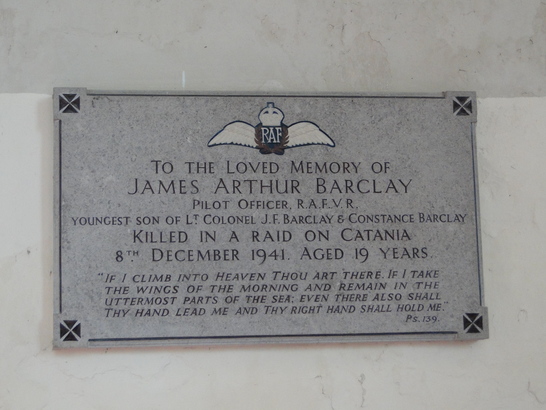 RAF
TO THE LOVED MEMORY OF
JAMES ARTHUR BARCLAY
PILOT OFFICER, R.A.F.V.R.
YOUNGEST SON OF LT COLONEL J.F. BARCLAY & CONSTANCE BARCLAY
KILLED IN A RAID ON CATANIA
8TH DECEMBER 1941. AGED 19 YEARS.
"IF I CLIMB INTO HEAVEN THOU ART THERE. IF I TAKE
THE WINGS OF THE MORNING AND REMAIN IN THE
UTTERMOST PARTS OF THE SEA; EVEN THERE ALSO SHALL
THY HAND LEAD ME AND THY RIGHT HAND SHALL HOLD ME."
PS. 139.